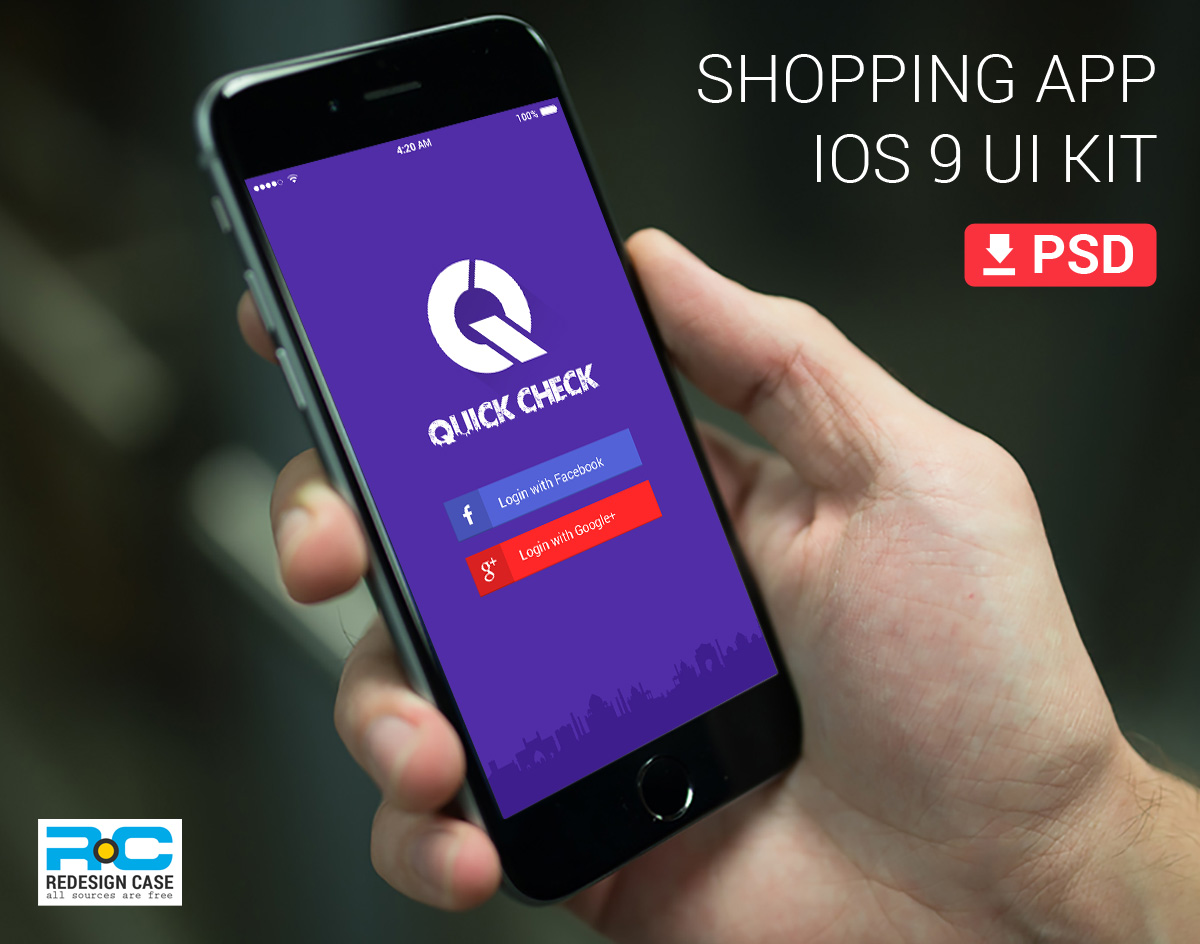 SHOPPING APP
IOS 9 UI KIT
PSD
100%
4:20 AM
QUICK CHECK
f Login with Facebook
g+ Login with Google+
RC
REDESIGN CASE
all sources are free